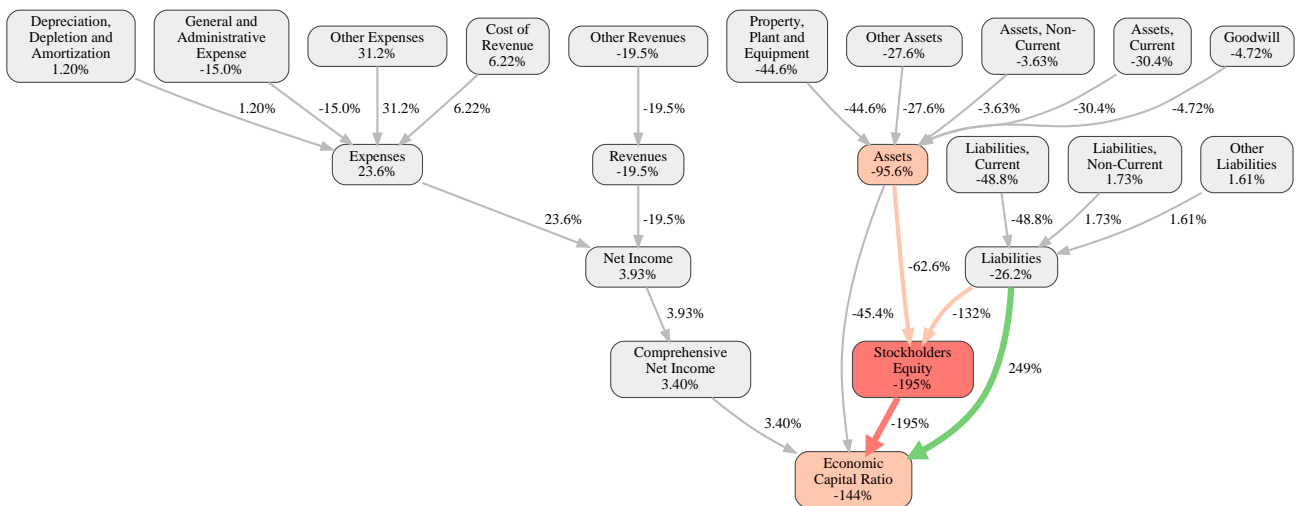 Depreciation,
Depletion and
Amortization
1.20%
General and
Administrative
Expense
-15.0%
Other Expenses
31.2%
Cost of
Revenue
6.22%
Other Revenues
-19.5%
Property,
Plant and
Equipment
-44.6%
Other Assets
-27.6%
Assets, Non-
Current
-3.63%
Assets,
Current
-30.4%
Goodwill
-4.72%
1.20%
-15.0%
31.2%
6.22%
-19.5%
-44.6%
-27.6%
-3.63%
-30.4%
-4.72%
Expenses
23.6%
Revenues
-19.5%
Assets
-95.6%
Liabilities,
Current
-48.8%
Liabilities,
Non-Current
1.73%
Other
Liabilities
1.61%
23.6%
-19.5%
-48.8%
1.73%
1.61%
Net Income
3.93%
Liabilities
-26.2%
-62.6%
3.93%
-45.4%
-132%
Comprehensive
Net Income
3.40%
Stockholders
Equity
-195%
249%
3.40%
-195%
Economic
Capital Ratio
-144%